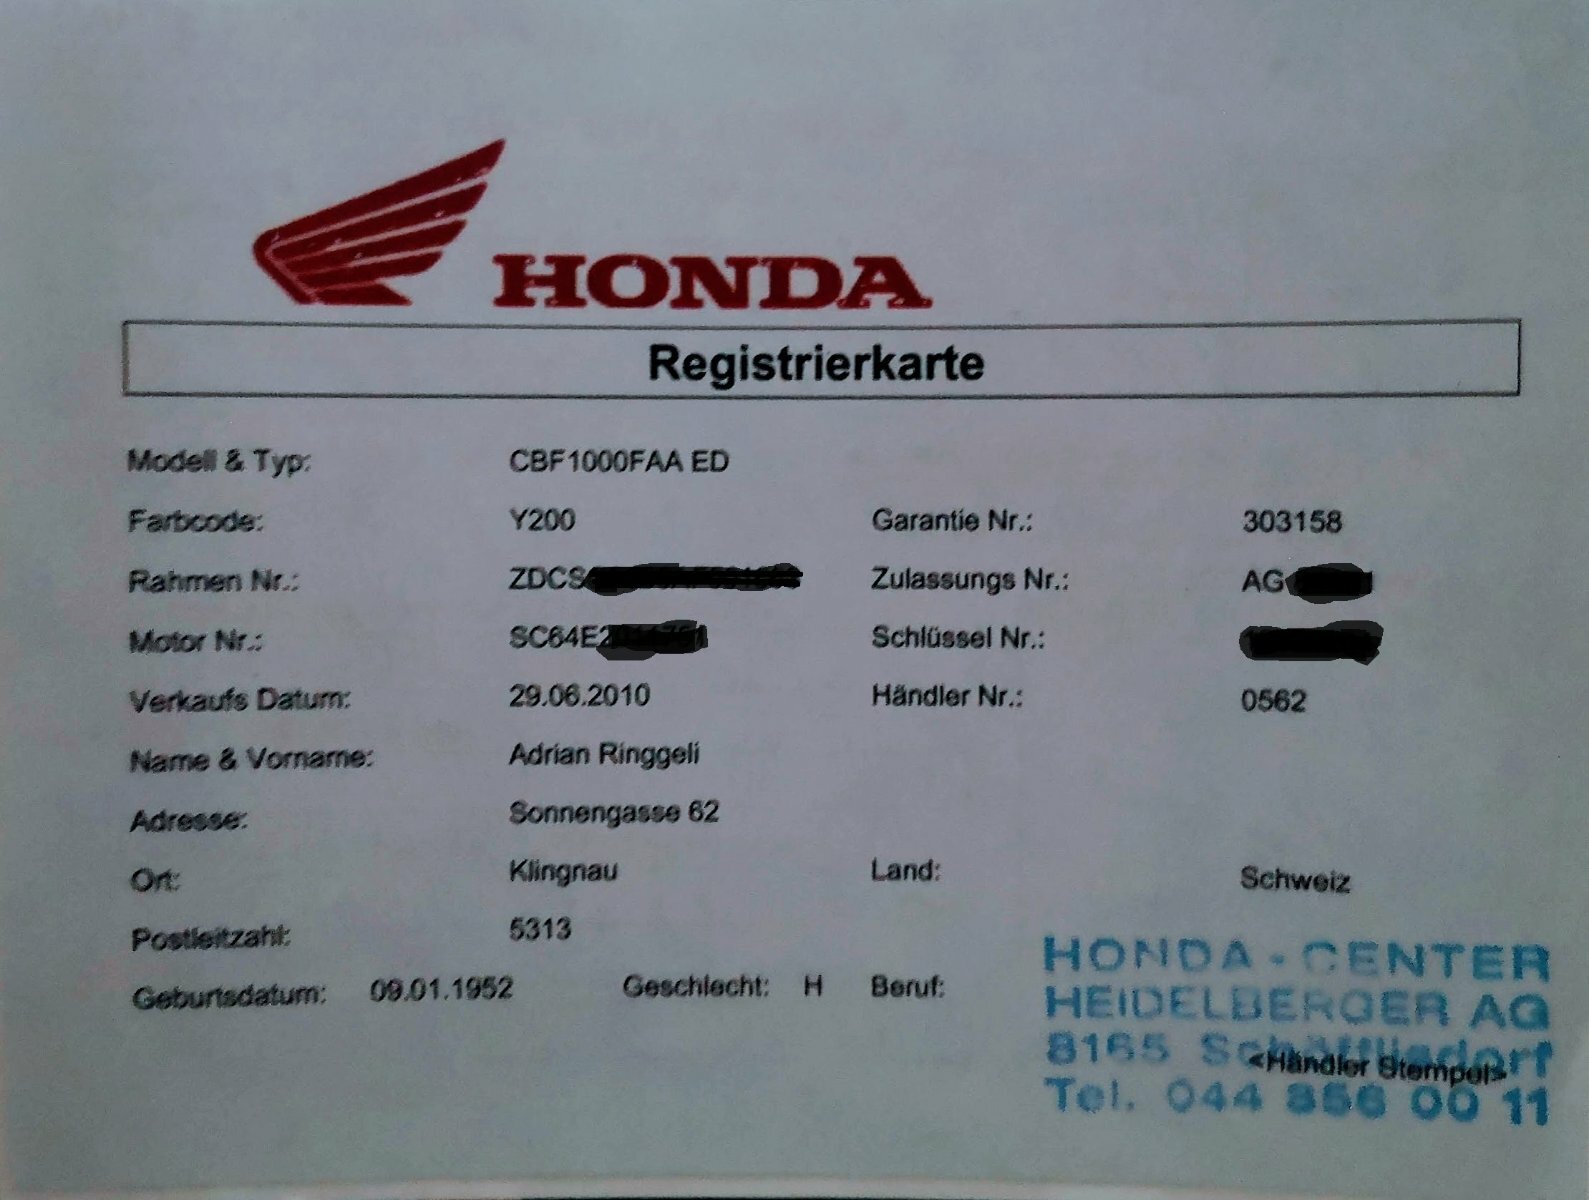 HONDA
Registrierkarte
Modell & Typ: CBF1000FAA ED
Farbcode: Y200 Garantie Nr.: 303158
Rahmen Nr.: ZDCS Zulassungs Nr.: AG
Motor Nr.: SC64E2 Schlüssel Nr.:
Verkaufs Datum: 29.06.2010 Händler Nr.: 0562
Name & Vorname: Adrian Ringgeli
Adresse: Sonnengasse 62
Ort: Klingnau Land: Schweiz
Postleitzahl: 5313
Geburtsdatum: 09.01.1952 Geschlecht: H Beruf:
HONDA - CENTER
HEIDELBERGER AG
8165 Schöfflisdorf
<Händler Stempel>
Tel. 044 856 00 11